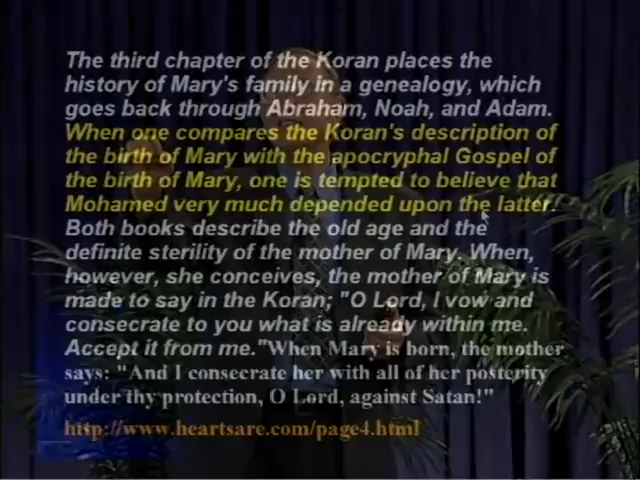 The third chapter of the Koran places the
history of Mary's family in a genealogy, which
goes back through Abraham, Noah, and Adam.
When one compares the Koran's description of
the birth of Mary with the apocryphal Gospel of
the birth of Mary, one is tempted to believe that
Mohamed very much depended upon the latter.
Both books describe the old age and the
definite sterility of the mother of Mary. When,
however, she conceives, the mother of Mary is
made to say in the Koran; "O Lord, I vow and
consecrate to you what is already within me.
Accept it from me."When Mary is born, the mother
says: "And I consecrate her with all of her posterity
under thy protection, O Lord, against Satan!"
http://www.heartsare.com/page4.html